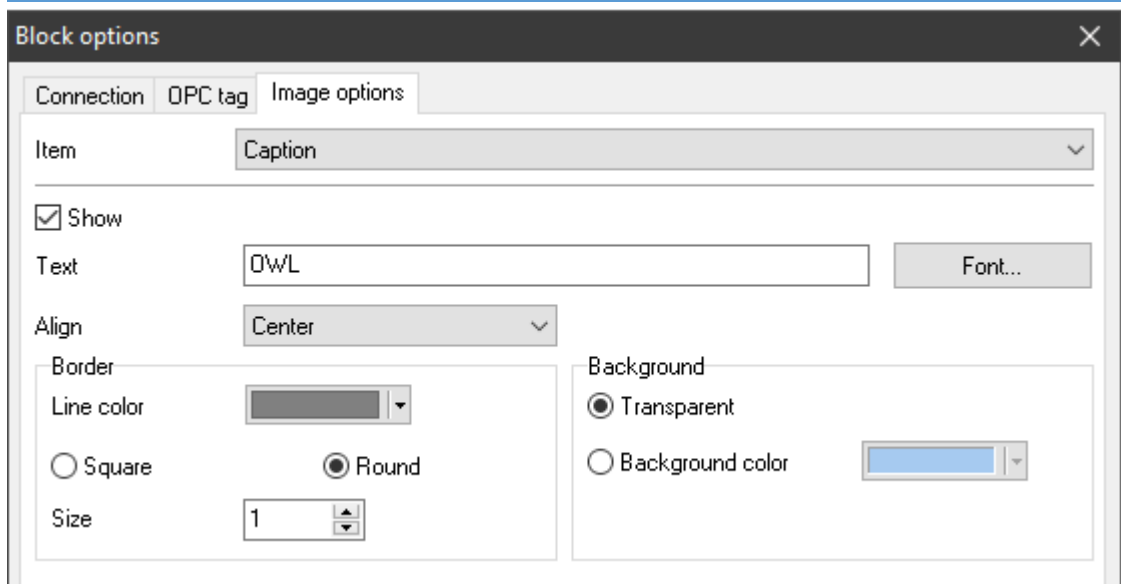 Block options
Connection OPC tag Image options
Item Caption
Show
Text OWL Font...
Align Center
Border Background
Line color Transparent
Square Round Background color
Size 1